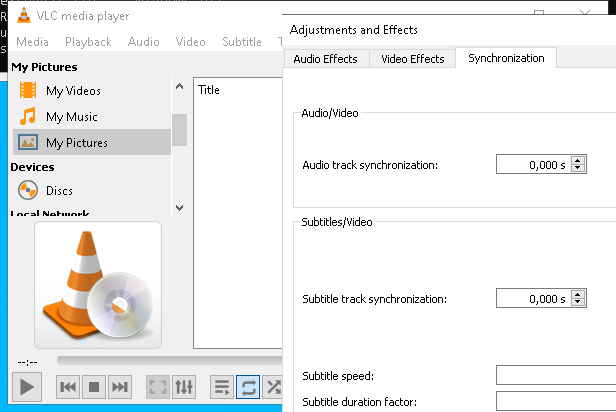 VLC media player
Media Playback Audio Video Subtitle
My Pictures
My Videos
My Music
My Pictures
Devices
Discs
Local Network
Title
--:--
Adjustments and Effects
Audio Effects Video Effects Synchronization
Audio/Video
Audio track synchronization: 0,000 s
Subtitles/Video
Subtitle track synchronization: 0,000 s
Subtitle speed:
Subtitle duration factor: